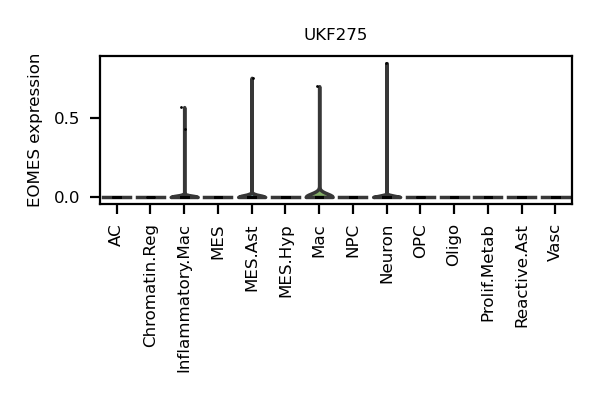 UKF275
EOMES expression
0.5
0.0
AC
Chromatin.Reg
Inflammatory.Mac
MES
MES.Ast
MES.Hyp
Mac
NPC
Neuron
OPC
Oligo
Prolif.Metab
Reactive.Ast
Vasc